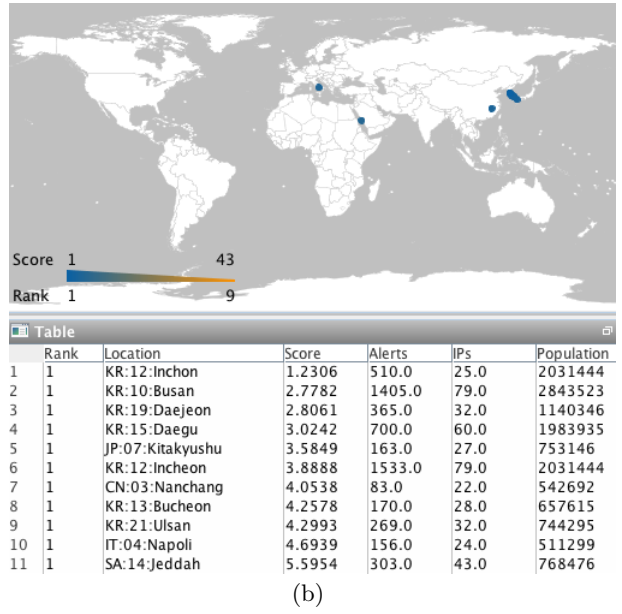 Score 1 43
Rank 1 9
Table
Rank Location Score Alerts IPs Population
1 1 KR:12:Inchon 1.2306 510.0 25.0 2031444
2 1 KR:10:Busan 2.7782 1405.0 79.0 2843523
3 1 KR:19:Daejeon 2.8061 365.0 32.0 1140346
4 1 KR:15:Daegu 3.0242 700.0 60.0 1983935
5 1 JP:07:Kitakyushu 3.5849 163.0 27.0 753146
6 1 KR:12:Incheon 3.8888 1533.0 79.0 2031444
7 1 CN:03:Nanchang 4.0538 83.0 22.0 542692
8 1 KR:13:Bucheon 4.2578 170.0 28.0 657615
9 1 KR:21:Ulsan 4.2993 269.0 32.0 744295
10 1 IT:04:Napoli 4.6939 156.0 24.0 511299
11 1 SA:14:Jeddah 5.5954 303.0 43.0 768476
(b)